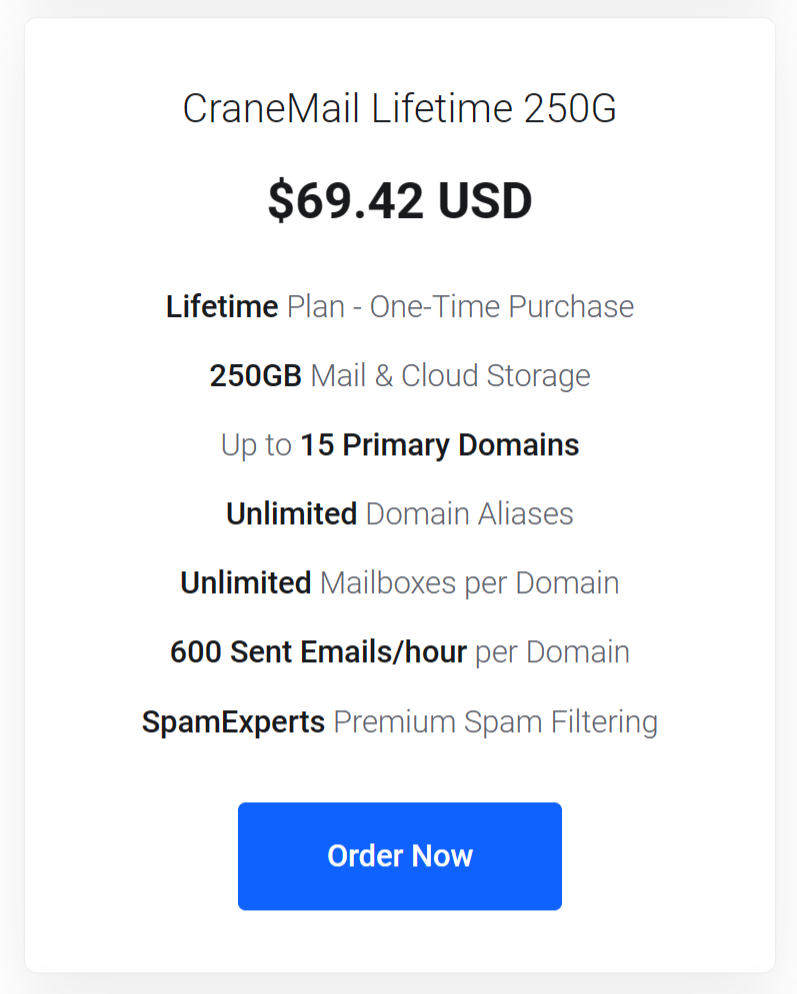 CraneMail Lifetime 250G
$69.42 USD
Lifetime Plan - One-Time Purchase
250GB Mail & Cloud Storage
Up to 15 Primary Domains
Unlimited Domain Aliases
Unlimited Mailboxes per Domain
600 Sent Emails/hour per Domain
SpamExperts Premium Spam Filtering
Order Now